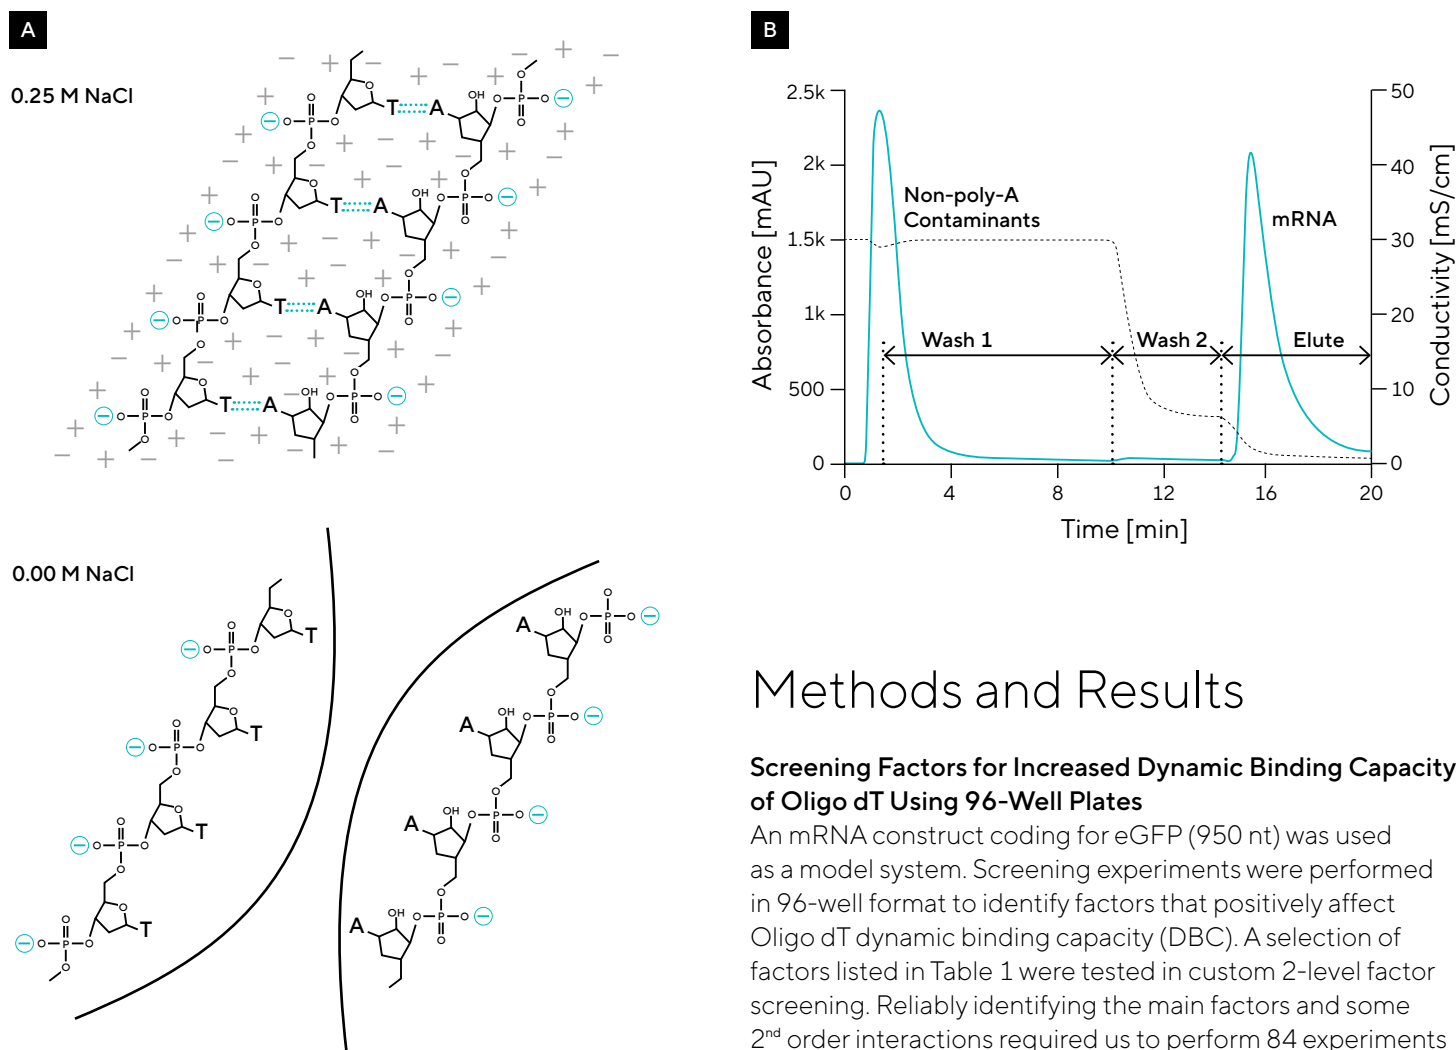 A
0.25 M NaCl
0.00 M NaCl
B
2.5k
2k
1.5k
1k
500
0
Absorbance [mAU]
50
40
30
20
10
0
Conductivity [mS/cm]
Non-poly-A
Contaminants
mRNA
Wash 1
Wash 2
Elute
0
4
8
12
16
20
Time [min]
Methods and Results
Screening Factors for Increased Dynamic Binding Capacity
of Oligo dT Using 96-Well Plates
An mRNA construct coding for eGFP (950 nt) was used
as a model system. Screening experiments were performed
in 96-well format to identify factors that positively affect
Oligo dT dynamic binding capacity (DBC). A selection of
factors listed in Table 1 were tested in custom 2-level factor
screening. Reliably identifying the main factors and some
2nd order interactions required us to perform 84 experiments